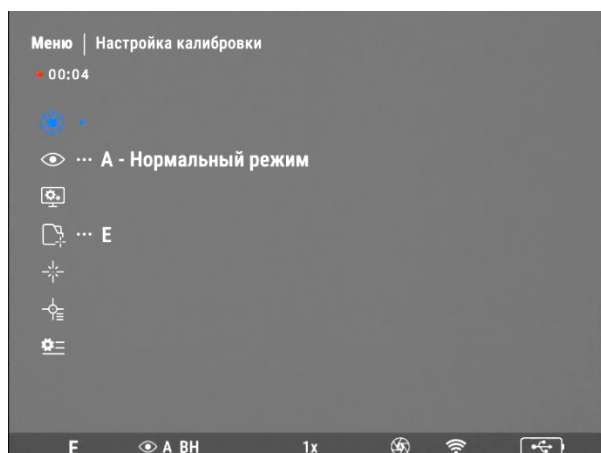 Меню | Настройка калибровки
00:04
... А - Нормальный режим
... E
E A BH 1x